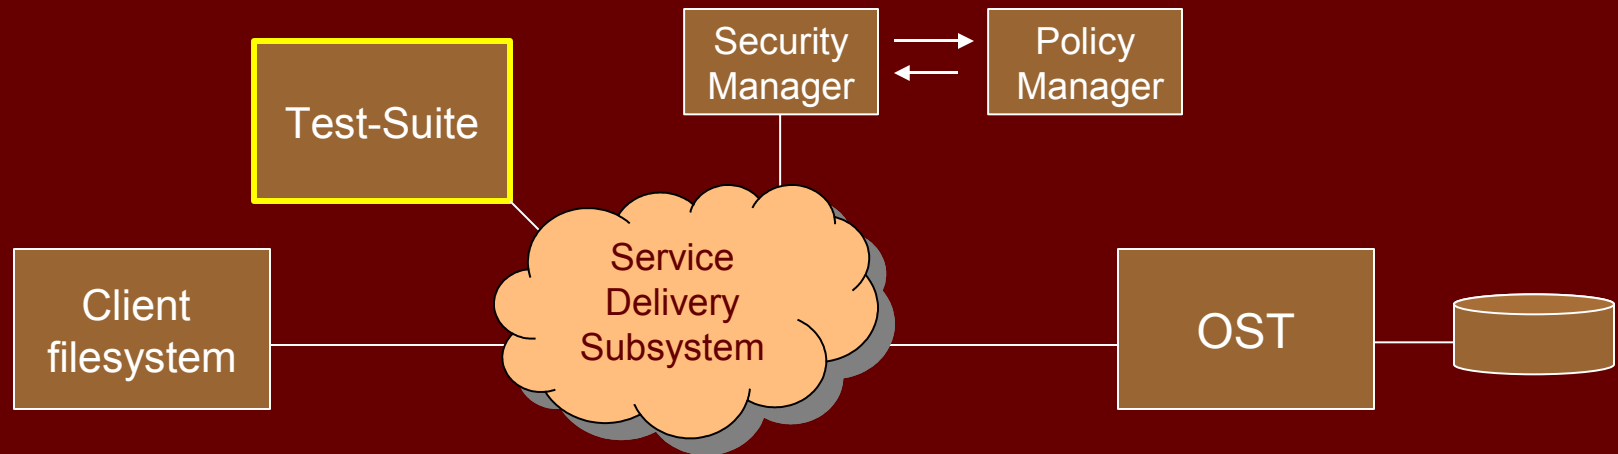 Security
Manager
Policy
Manager
Test-Suite
Service
Delivery
Subsystem
Client
filesystem
OST